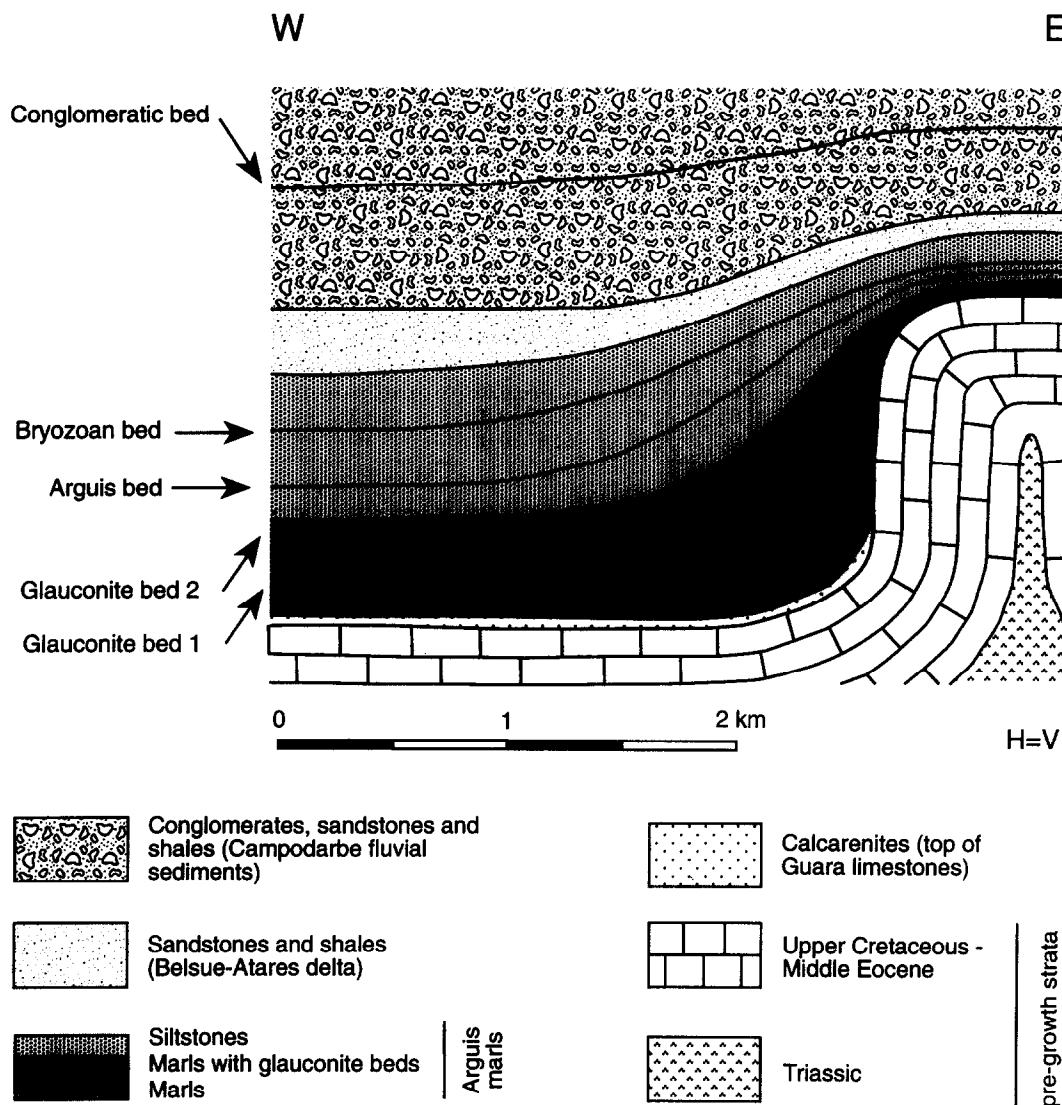 W
E
Conglomeratic bed
Bryozoan bed
Arguis bed
Glauconite bed 2
Glauconite bed 1
0 1 2 km
H=V
Conglomerates, sandstones and
shales (Campodarbe fluvial
sediments)
Sandstones and shales
(Belsue-Atares delta)
Siltstones
Marls with glauconite beds
Marls
Arguis
marls
Calcarenites (top of
Guara limestones)
Upper Cretaceous -
Middle Eocene
Triassic
pre-growth strata